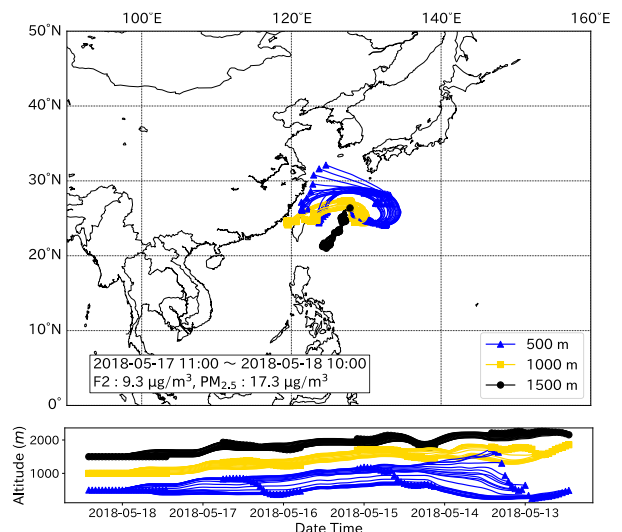 100°E 120°E 140°E 160°E
50°N
40°N
30°N
20°N
10°N
0°
2018-05-17 11:00 ～ 2018-05-18 10:00
F2 : 9.3 μg/m³, PM₂.₅ : 17.3 μg/m³
500 m
1000 m
1500 m
Altitude (m)
2000
1000
2018-05-18 2018-05-17 2018-05-16 2018-05-15 2018-05-14 2018-05-13
Date Time